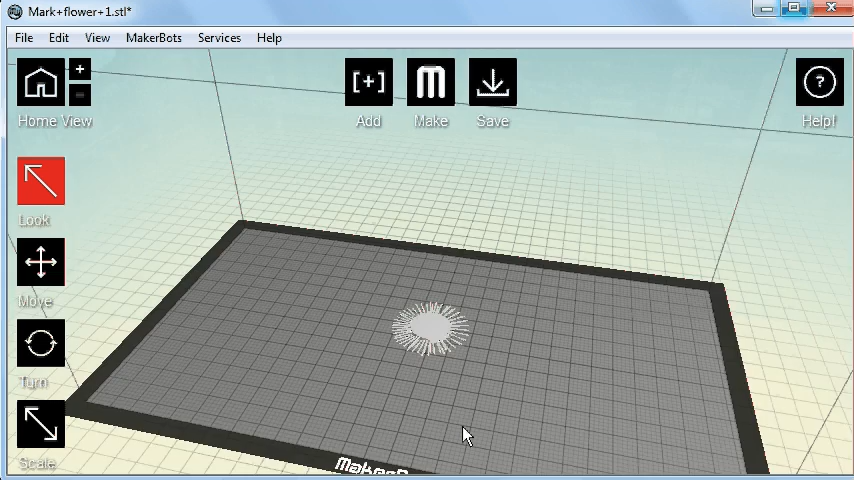 Mark+flower+1.stl*
File Edit View MakerBots Services Help
[+] M ?
Home View Add Make Save Help!
Look
Move
Turn
Scale